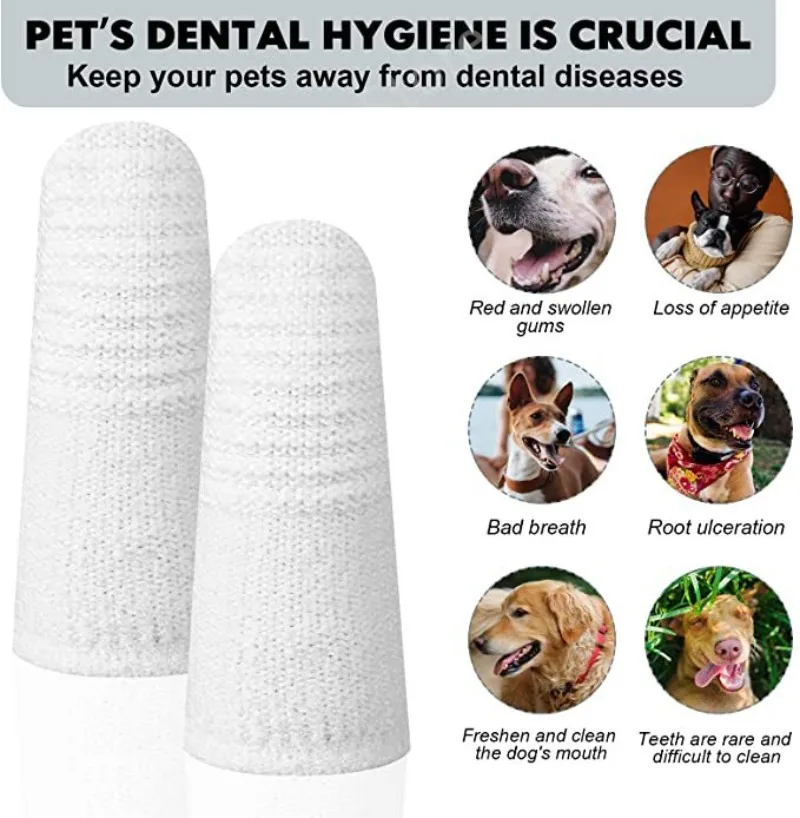 PET'S DENTAL HYGIENE IS CRUCIAL
Keep your pets away from dental diseases
Red and swollen
gums
Loss of appetite
Bad breath
Root ulceration
Freshen and clean
the dog's mouth
Teeth are rare and
difficult to clean